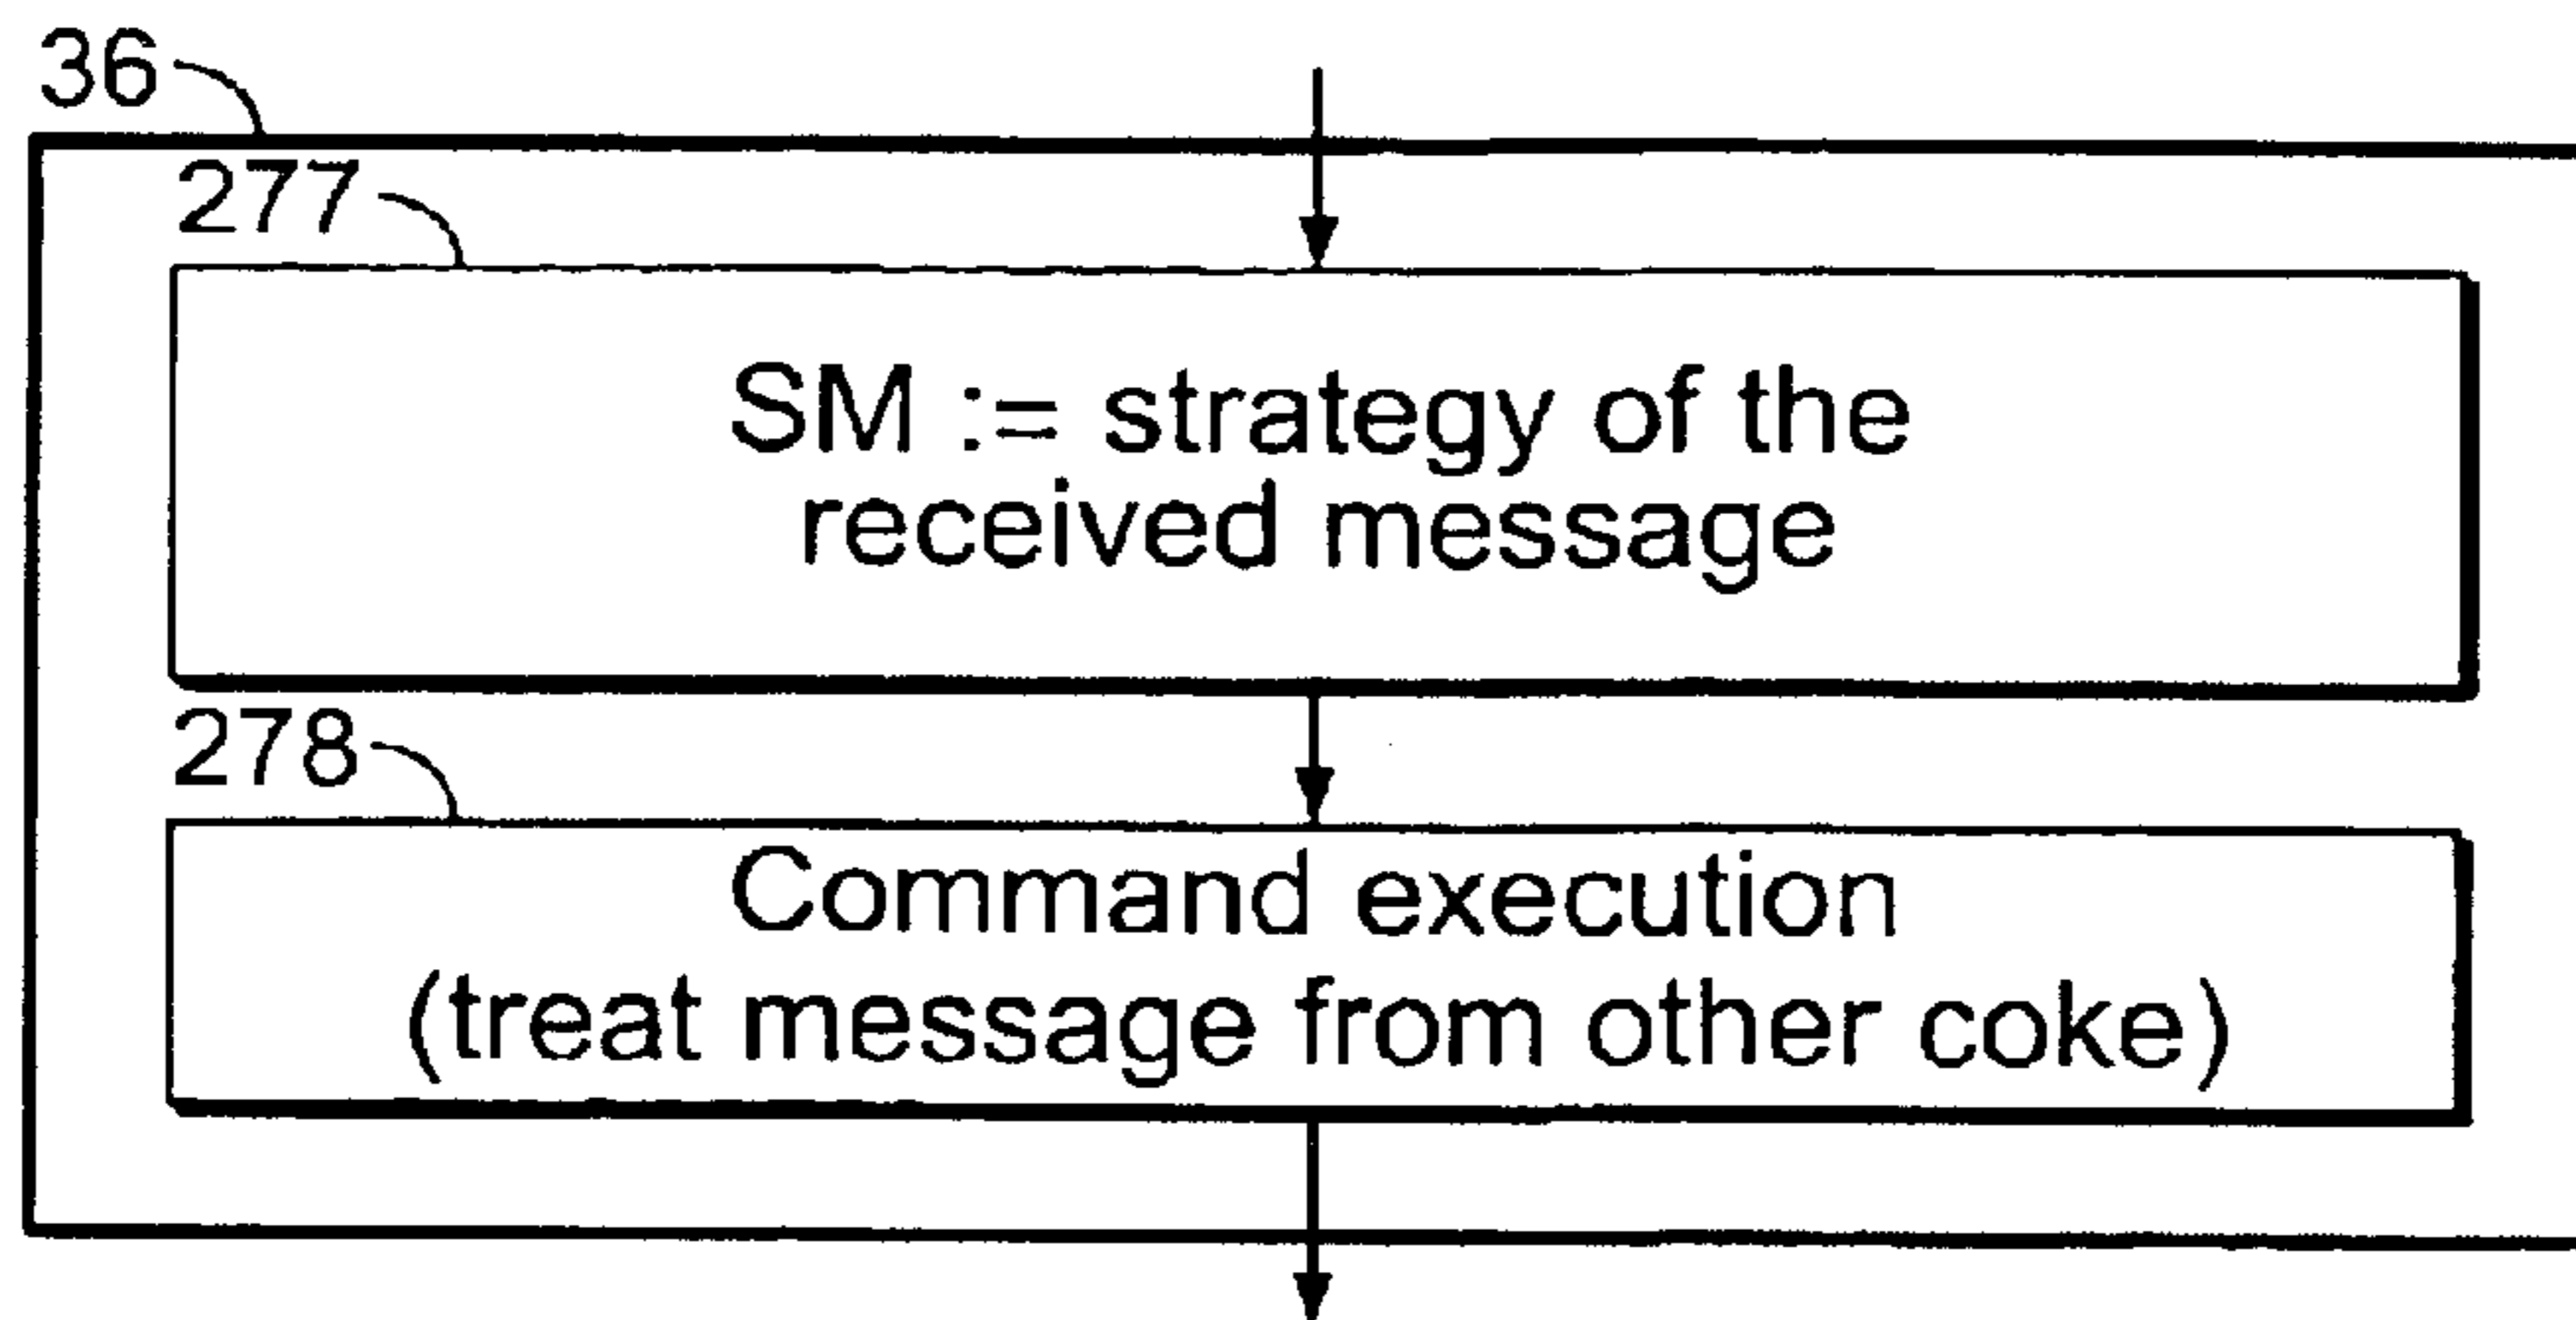 36
277
SM := strategy of the
received message
278
Command execution
(treat message from other coke)